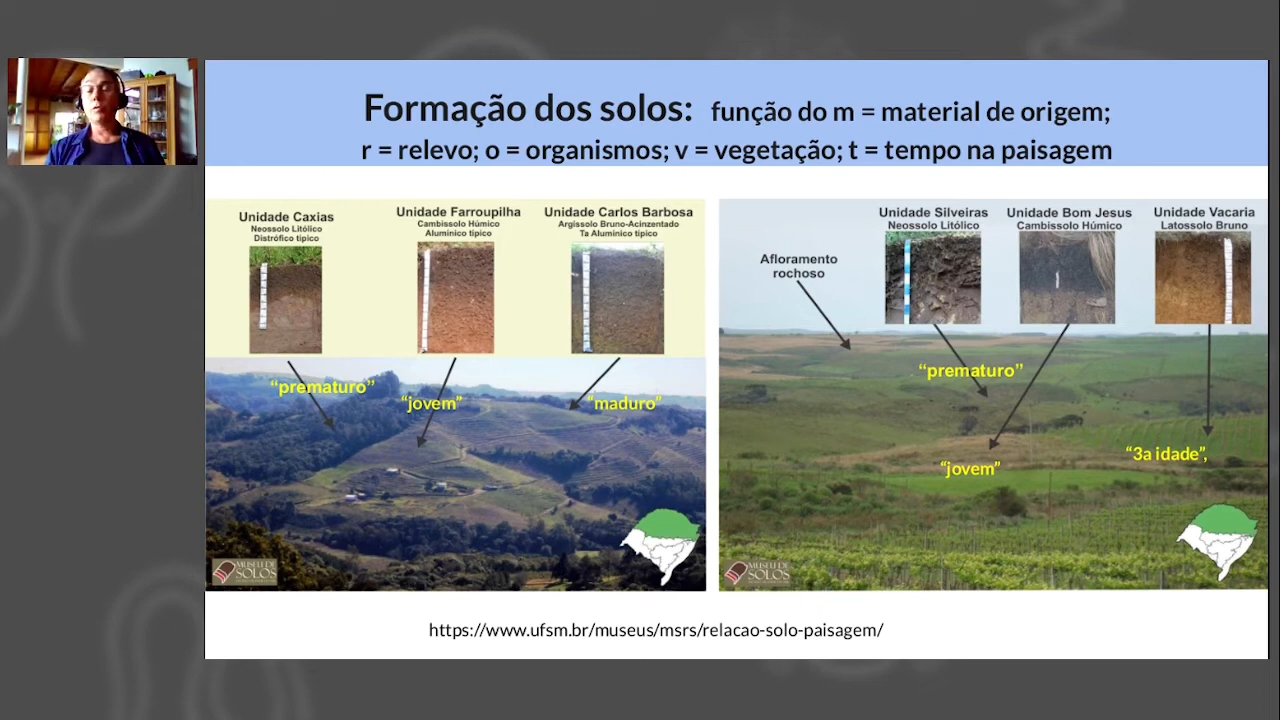 Formação dos solos: função do m = material de origem;
r = relevo; o = organismos; v = vegetação; t = tempo na paisagem
Unidade Caxias
Neossolo Litólico
Distrófico típico
Unidade Farroupilha
Cambissolo Húmico
Alumínico típico
Unidade Carlos Barbosa
Argissolo Bruno-Acinzentado
Ta Alumínico típico
“prematuro”
“jovem”
“maduro”
MUSEU DE
SOLOS
Afloramento
rochoso
Unidade Silveiras
Neossolo Litólico
Unidade Bom Jesus
Cambissolo Húmico
Unidade Vacaria
Latossolo Bruno
“prematuro”
“jovem”
“3a idade”,
MUSEU DE
SOLOS
https://www.ufsm.br/museus/msrs/relacao-solo-paisagem/